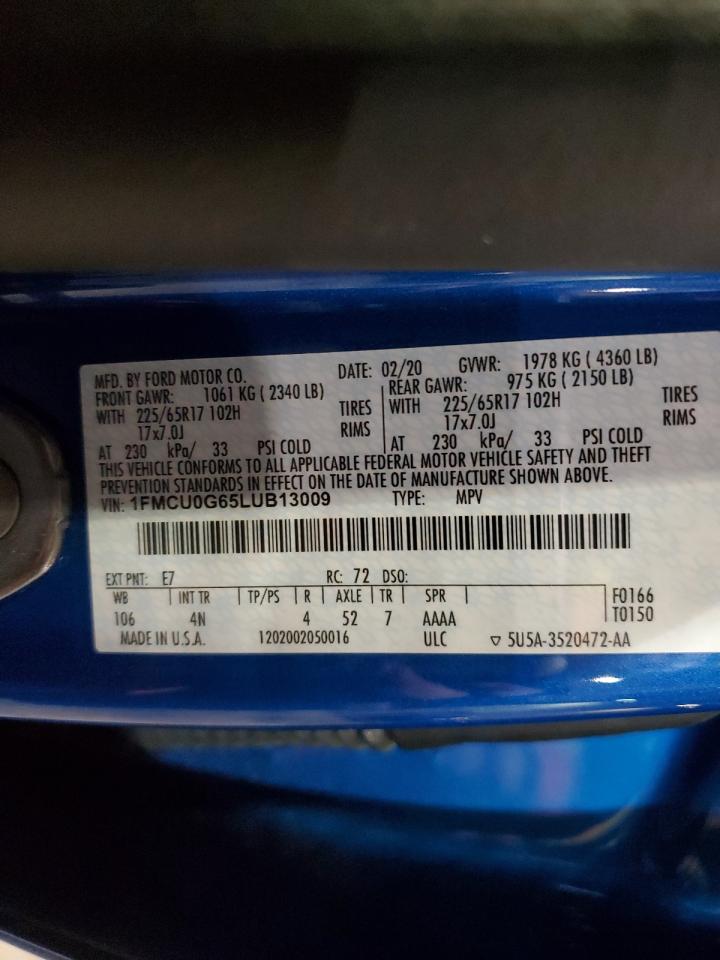 MFD. BY FORD MOTOR CO. DATE: 02/20 GVWR: 1978 KG ( 4360 LB)
FRONT GAWR: 1061 KG ( 2340 LB) REAR GAWR: 975 KG ( 2150 LB)
WITH 225/65R17 102H TIRES WITH 225/65R17 102H TIRES
17x7.0J RIMS 17x7.0J RIMS
AT 230 kPa/ 33 PSI COLD AT 230 kPa/ 33 PSI COLD
THIS VEHICLE CONFORMS TO ALL APPLICABLE FEDERAL MOTOR VEHICLE SAFETY AND THEFT
PREVENTION STANDARDS IN EFFECT ON THE DATE OF MANUFACTURE SHOWN ABOVE.
VIN: 1FMCU0G65LUB13009 TYPE: MPV
EXT PNT: E7 RC: 72 DSO:
WB INT TR TP/PS R AXLE TR SPR F0166
106 4N 4 52 7 AAAA T0150
MADE IN U.S.A. 1202002050016 ULC ▽ 5U5A-3520472-AA